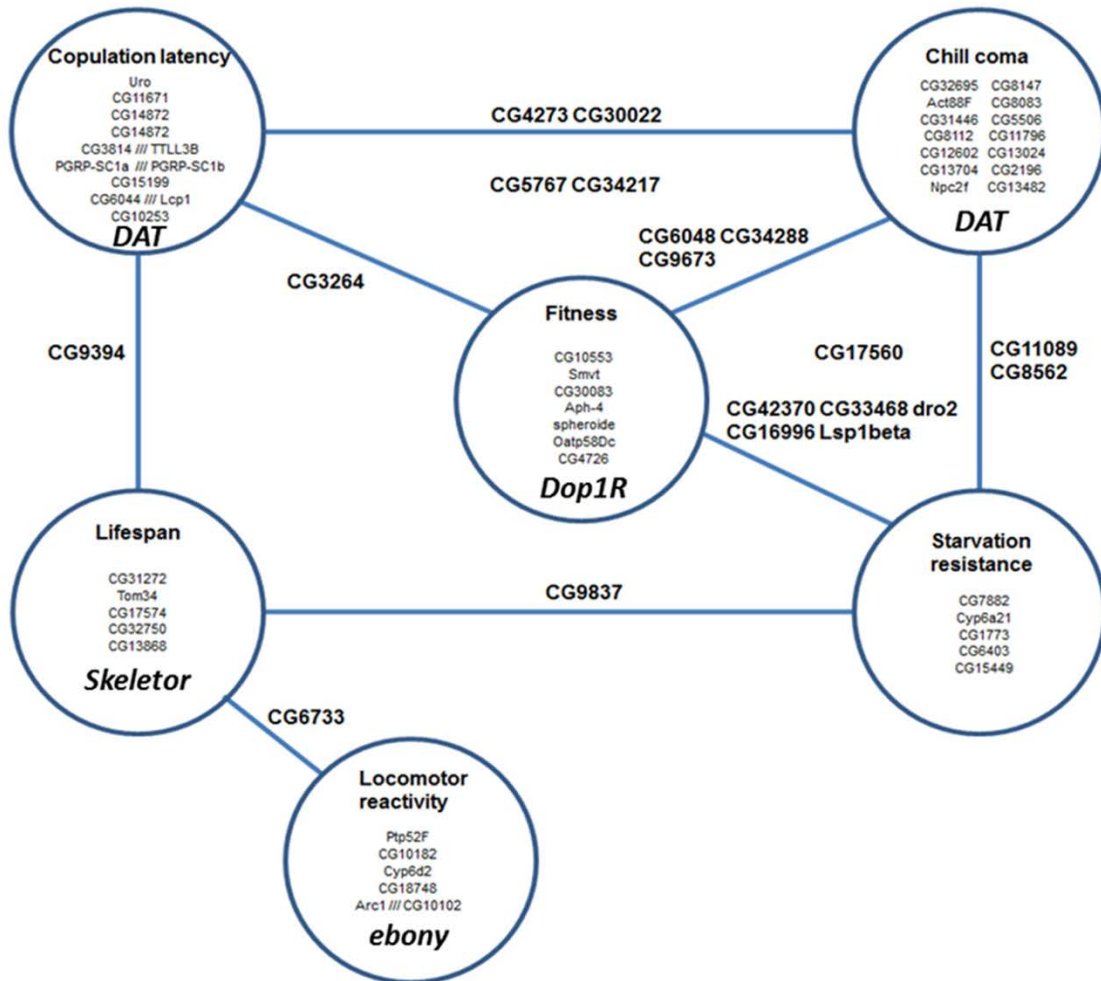 Copulation latency
Uro
CG11671
CG14872
CG14872
CG3814 /// TTLL3B
PGRP-SC1a /// PGRP-SC1b
CG15199
CG6044 /// Lcp1
CG10253
DAT
CG4273 CG30022
CG5767 CG34217
Chill coma
CG32695 CG8147
Act88F CG8083
CG31446 CG5506
CG8112 CG11796
CG12602 CG13024
CG13704 CG2196
Npc2f CG13482
DAT
CG3264
CG6048 CG34288
CG9673
CG9394
Fitness
CG10553
Smvt
CG30083
Aph-4
spheroide
Oatp58Dc
CG4726
Dop1R
CG17560
CG11089
CG8562
CG42370 CG33468 dro2
CG16996 Lsp1beta
Lifespan
CG31272
Tom34
CG17574
CG32750
CG13868
Skeletor
CG9837
Starvation
resistance
CG7882
Cyp6a21
CG1773
CG6403
CG15449
CG6733
Locomotor
reactivity
Ptp52F
CG10182
Cyp6d2
CG18748
Arc1 /// CG10102
ebony